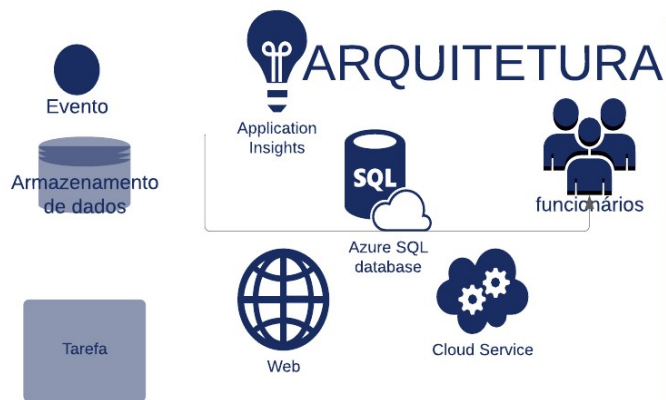 ARQUITETURA
Evento
Application
Insights
Armazenamento
de dados
SQL
funcionários
Azure SQL
database
Tarefa
Web
Cloud Service